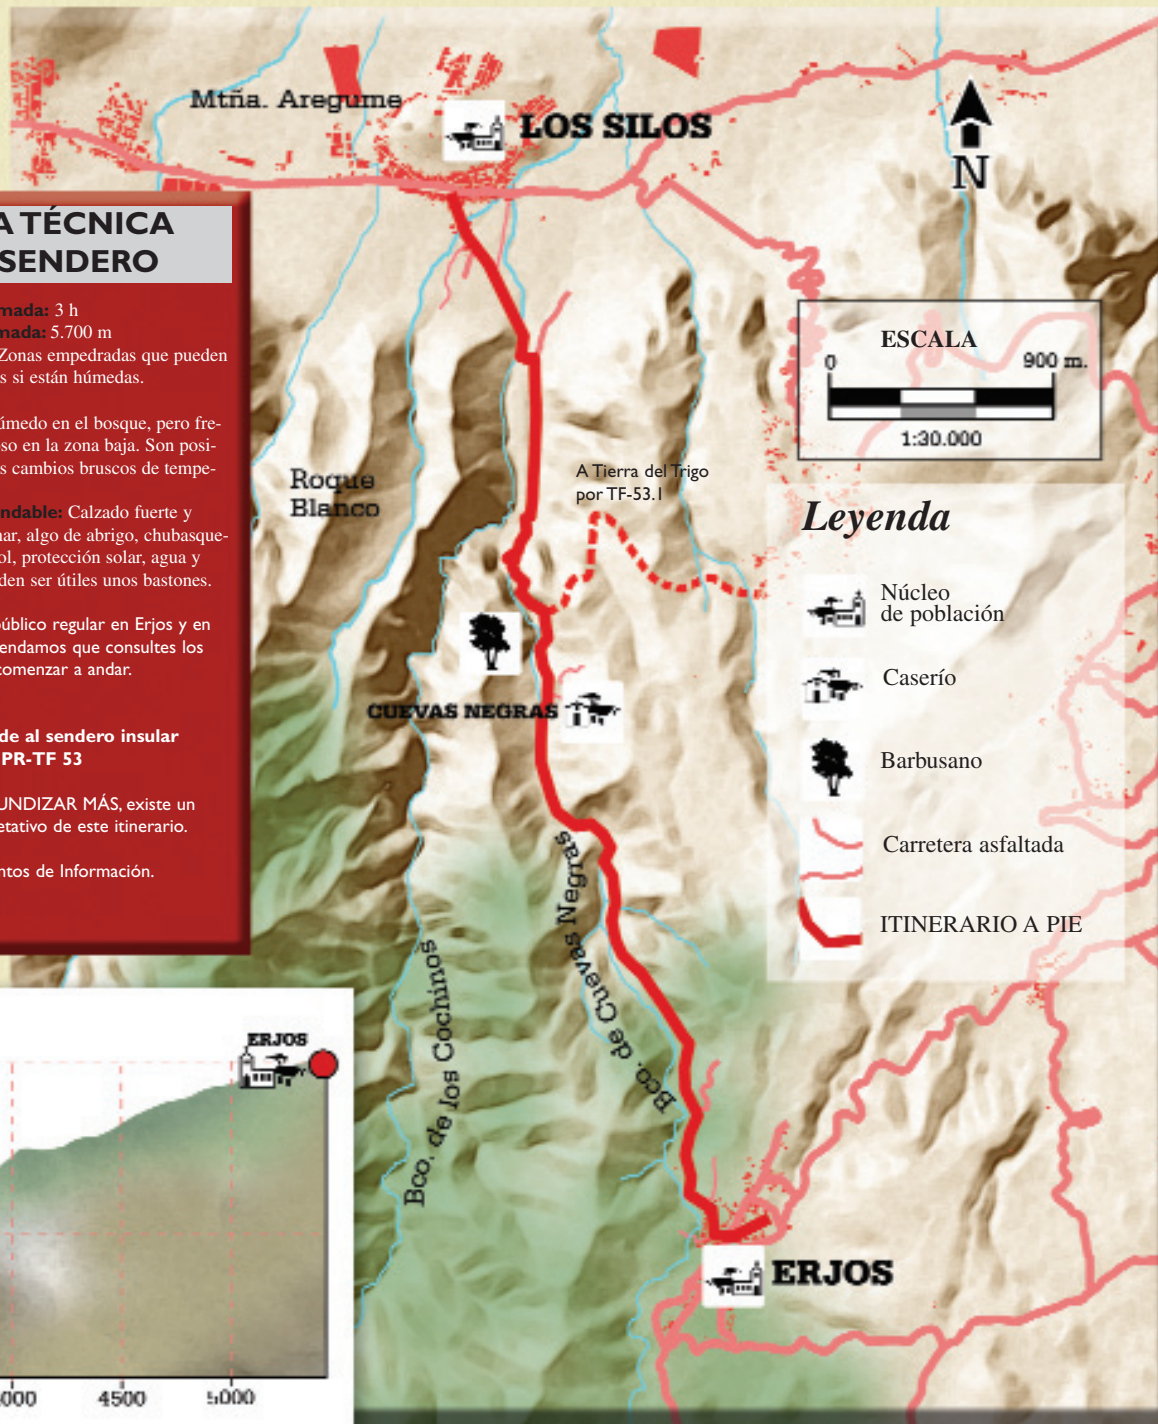 Mtña. Aregume
LOS SILOS
N
A TÉCNICA
SENDERO
mada: 3 h
mada: 5.700 m
Zonas empedradas que pueden
s si están húmedas.
úmedo en el bosque, pero fre-
so en la zona baja. Son posi-
s cambios bruscos de tempe-
ndable: Calzado fuerte y
nar, algo de abrigo, chubasque-
ol, protección solar, agua y
den ser útiles unos bastones.
público regular en Erjos y en
endamos que consultes los
comenzar a andar.
de al sendero insular
PR-TF 53
UNDIZAR MÁS, existe un
etativo de este itinerario.
ntos de Información.
ESCALA
0 900 m.
1:30.000
Roque
Blanco
A Tierra del Trigo
por TF-53.1
Leyenda
Núcleo
de población
Caserío
Barbusano
Carretera asfaltada
ITINERARIO A PIE
CUEVAS NEGRAS
Bco. de Cuevas Negras
Bco. de los Cochinos
ERJOS
ERJOS
000 4500 5000